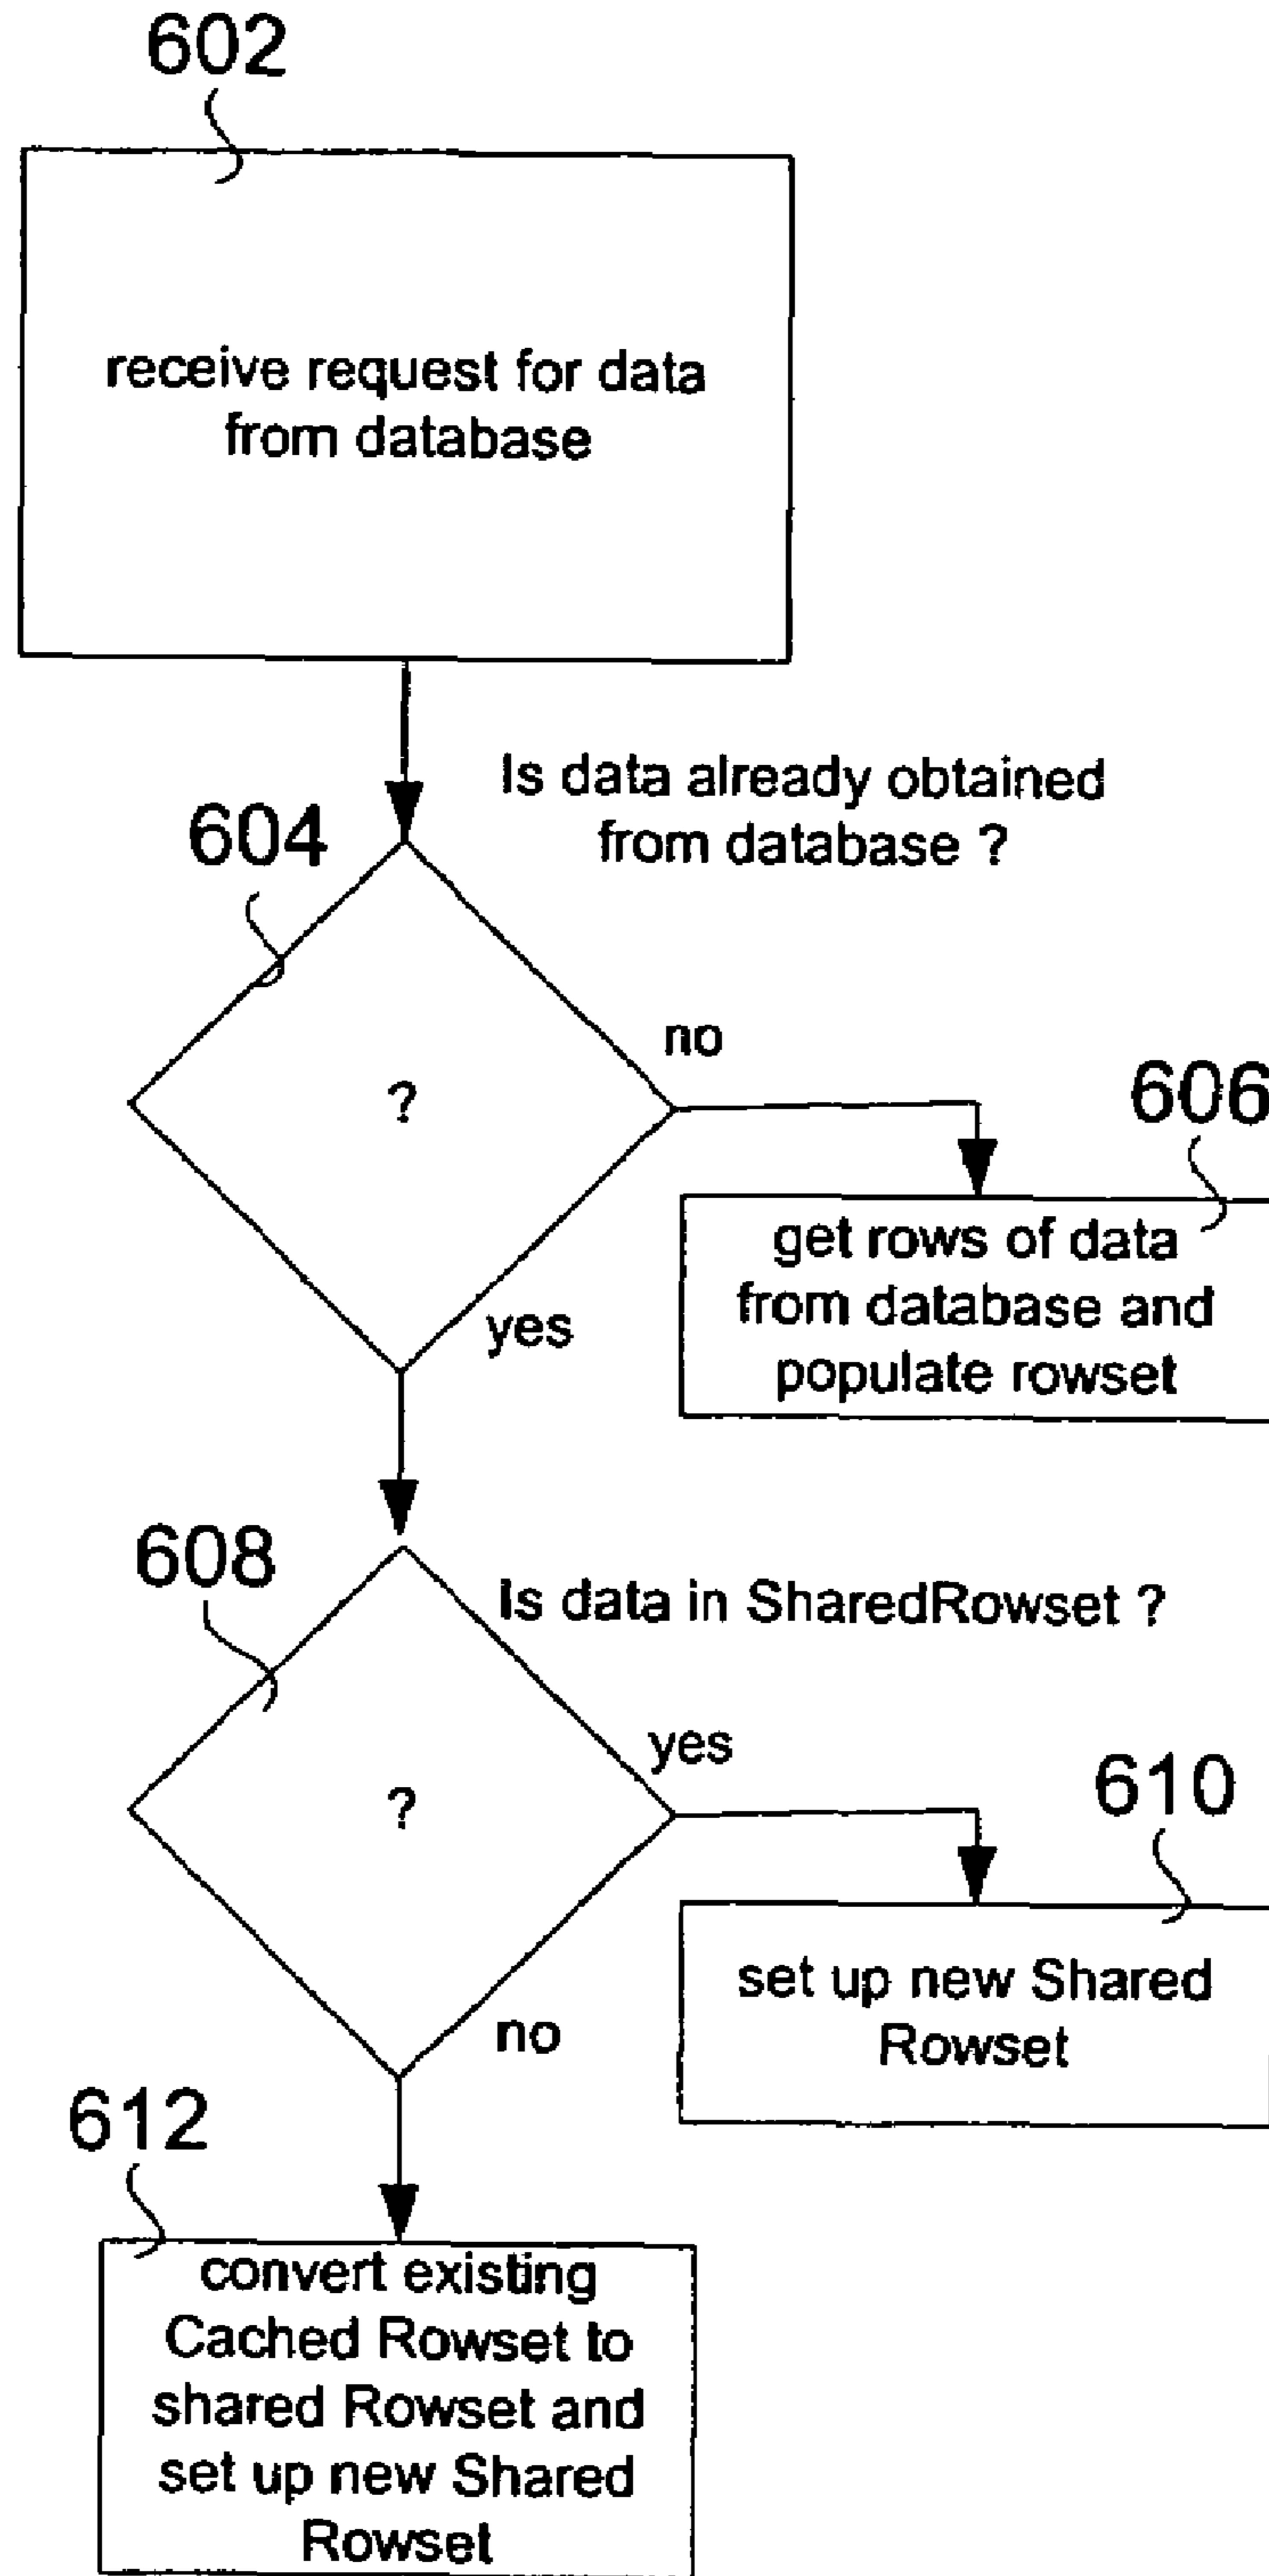 602
receive request for data
from database
Is data already obtained
from database ?
604
?
no
606
get rows of data
from database and
populate rowset
yes
608
Is data in SharedRowset ?
?
yes
610
set up new Shared
Rowset
no
612
convert existing
Cached Rowset to
shared Rowset and
set up new Shared
Rowset